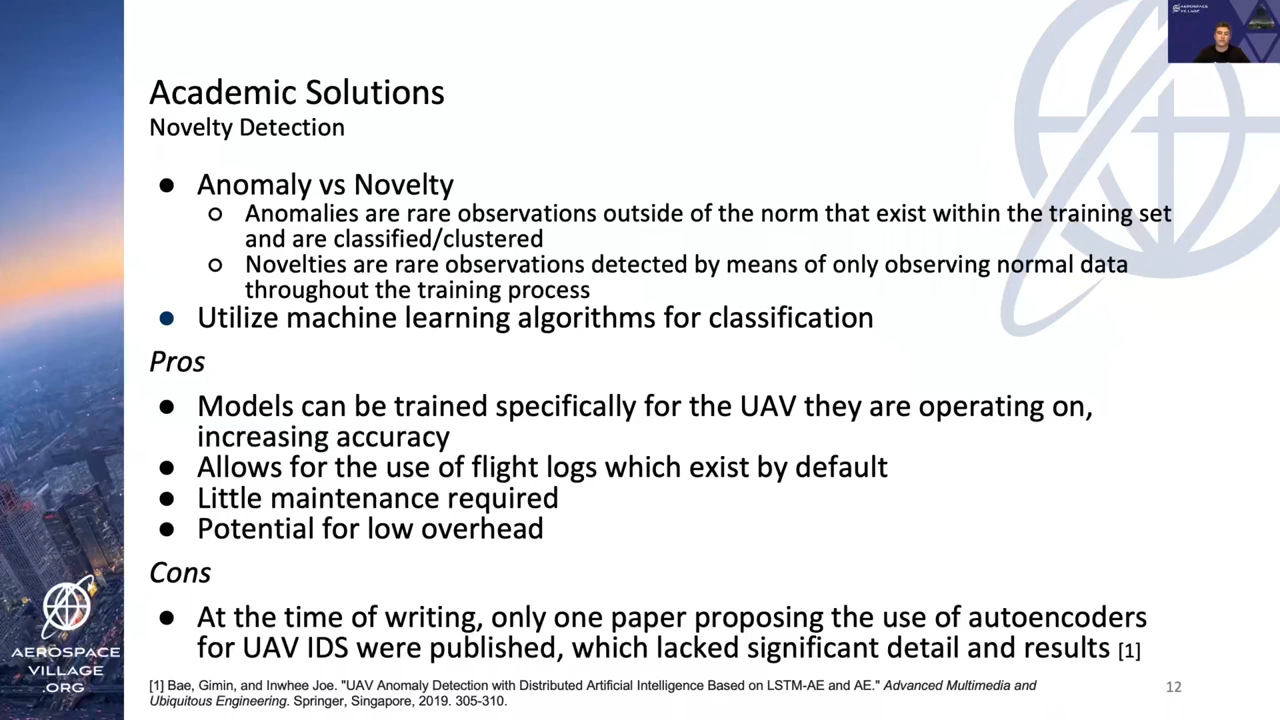 AEROSPACE
VILLAGE
Academic Solutions
Novelty Detection
● Anomaly vs Novelty
○ Anomalies are rare observations outside of the norm that exist within the training set
and are classified/clustered
○ Novelties are rare observations detected by means of only observing normal data
throughout the training process
● Utilize machine learning algorithms for classification
Pros
● Models can be trained specifically for the UAV they are operating on,
increasing accuracy
● Allows for the use of flight logs which exist by default
● Little maintenance required
● Potential for low overhead
Cons
● At the time of writing, only one paper proposing the use of autoencoders
for UAV IDS were published, which lacked significant detail and results [1]
AEROSPACE
VILLAGE
.ORG
[1] Bae, Gimin, and Inwhee Joe. "UAV Anomaly Detection with Distributed Artificial Intelligence Based on LSTM-AE and AE." Advanced Multimedia and
Ubiquitous Engineering. Springer, Singapore, 2019. 305-310.
12